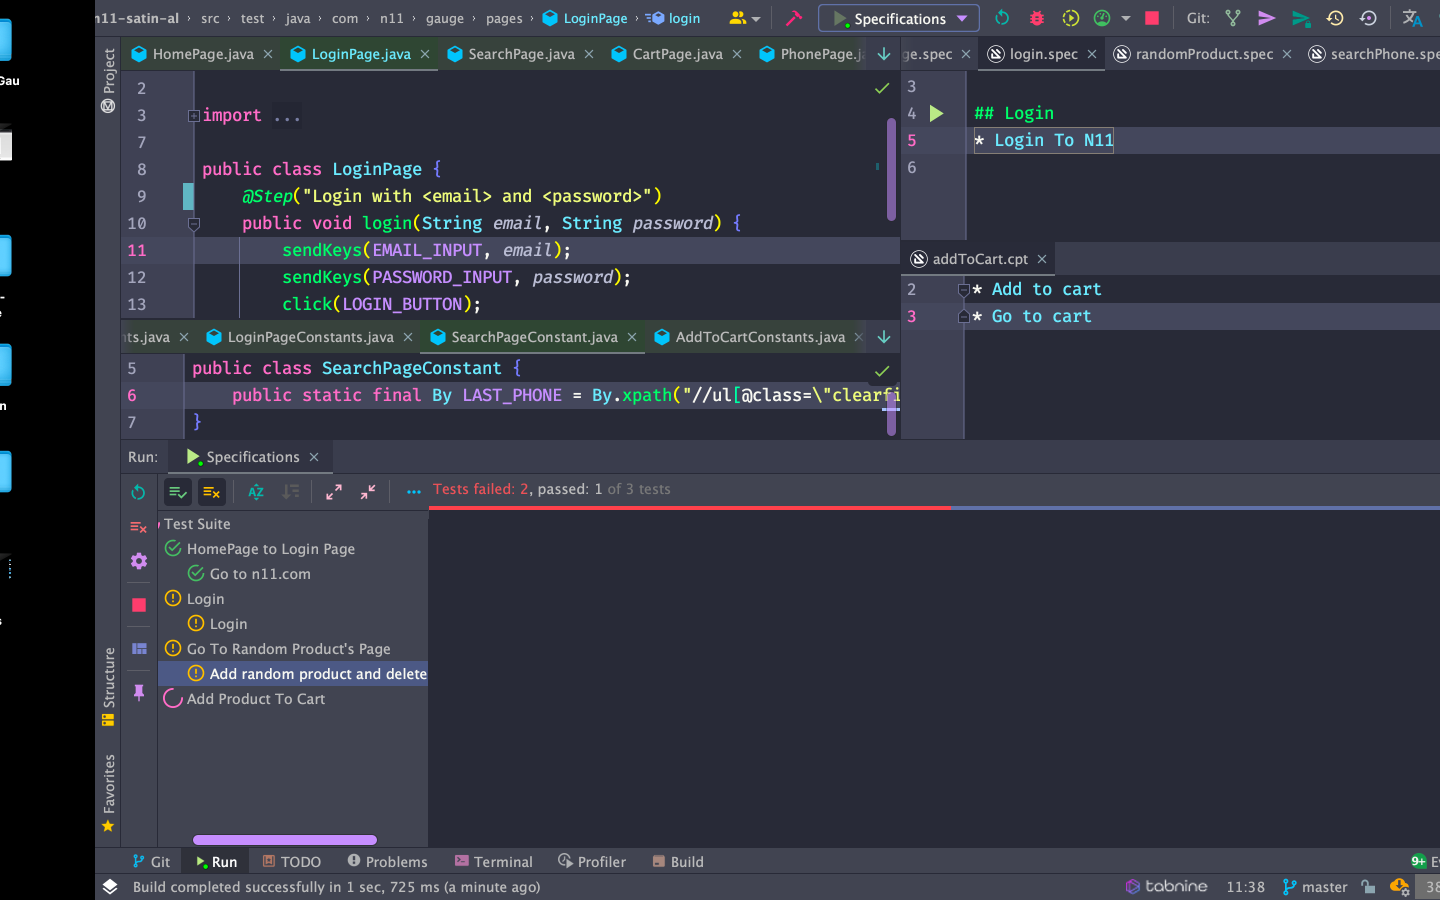 n11-satin-al › src › test › java › com › n11 › gauge › pages › LoginPage › login
Specifications
Git:
Gau
Project
HomePage.java
LoginPage.java
SearchPage.java
CartPage.java
PhonePage.j
ge.spec
login.spec
randomProduct.spec
searchPhone.spe
2
3 import ...
7
8 public class LoginPage {
9 @Step("Login with <email> and <password>")
10 public void login(String email, String password) {
11 sendKeys(EMAIL_INPUT, email);
12 sendKeys(PASSWORD_INPUT, password);
13 click(LOGIN_BUTTON);
3
4 ## Login
5 * Login To N11
6
addToCart.cpt
2 * Add to cart
3 * Go to cart
nts.java
LoginPageConstants.java
SearchPageConstant.java
AddToCartConstants.java
5 public class SearchPageConstant {
6 public static final By LAST_PHONE = By.xpath("//ul[@class=\"clearfi
7 }
Run:
Specifications
Tests failed: 2, passed: 1 of 3 tests
Test Suite
HomePage to Login Page
Go to n11.com
Login
Login
Go To Random Product's Page
Add random product and delete
Add Product To Cart
Structure
Favorites
Git
Run
TODO
Problems
Terminal
Profiler
Build
9+
Build completed successfully in 1 sec, 725 ms (a minute ago)
tabnine
11:38
master
38